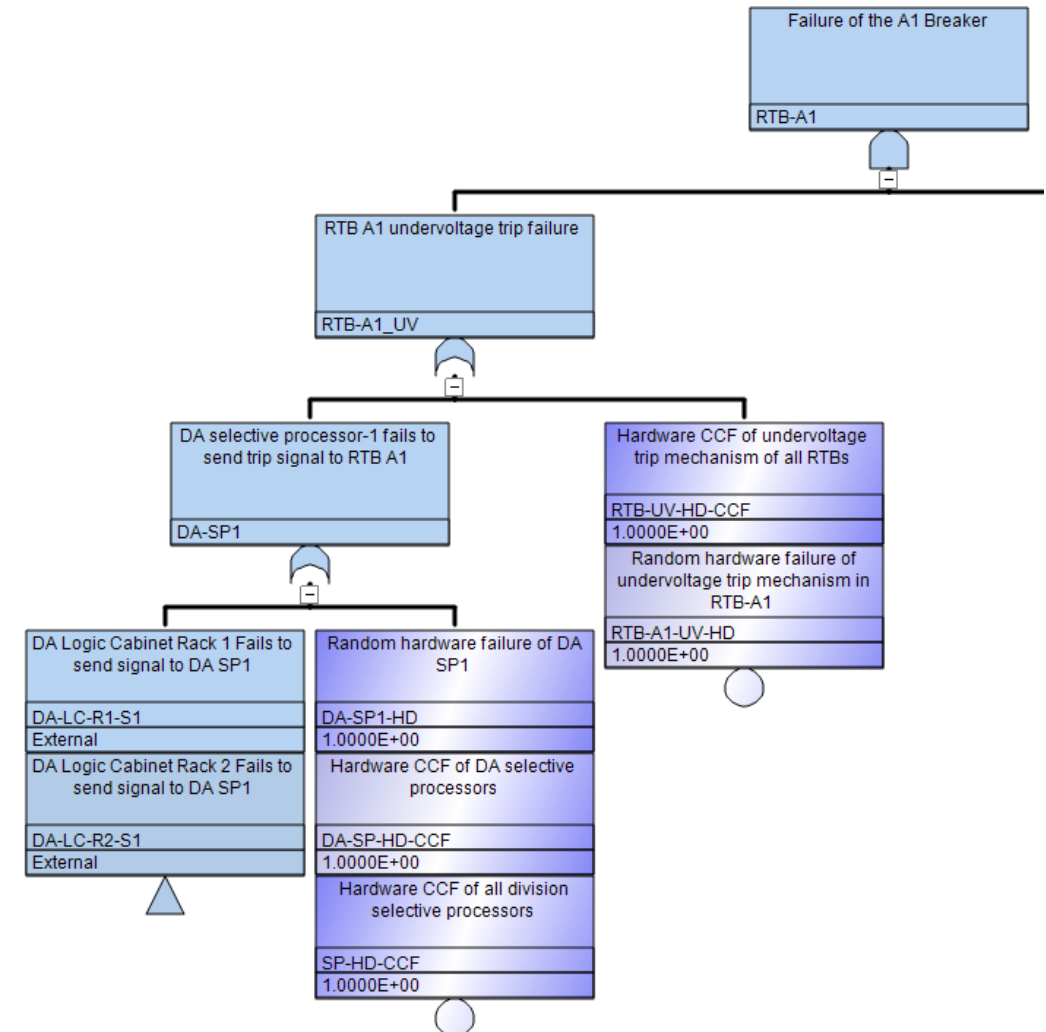 Failure of the A1 Breaker
RTB-A1
RTB A1 undervoltage trip failure
RTB-A1_UV
DA selective processor-1 fails to
send trip signal to RTB A1
DA-SP1
Hardware CCF of undervoltage
trip mechanism of all RTBs
RTB-UV-HD-CCF
1.0000E+00
Random hardware failure of
undervoltage trip mechanism in
RTB-A1
RTB-A1-UV-HD
1.0000E+00
DA Logic Cabinet Rack 1 Fails to
send signal to DA SP1
DA-LC-R1-S1
External
DA Logic Cabinet Rack 2 Fails to
send signal to DA SP1
DA-LC-R2-S1
External
Random hardware failure of DA
SP1
DA-SP1-HD
1.0000E+00
Hardware CCF of DA selective
processors
DA-SP-HD-CCF
1.0000E+00
Hardware CCF of all division
selective processors
SP-HD-CCF
1.0000E+00